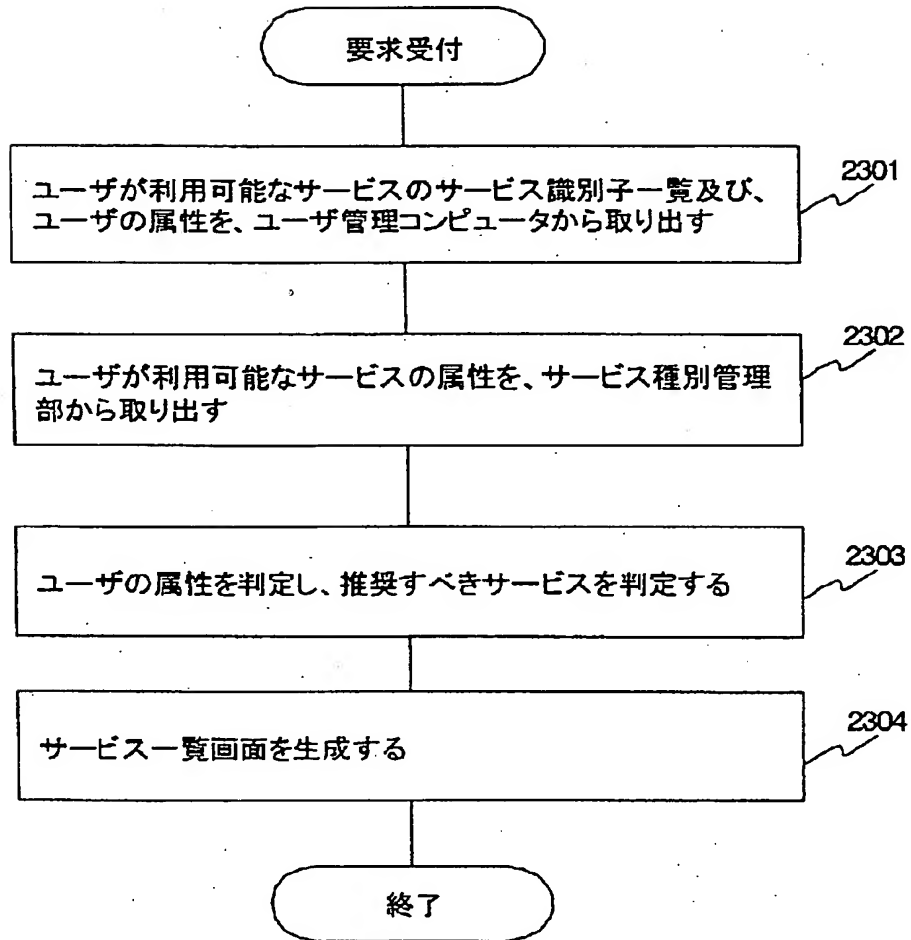 要求受付
ユーザが利用可能なサービスのサービス識別子一覧及び、
ユーザの属性を、ユーザ管理コンピュータから取り出す
2301
ユーザが利用可能なサービスの属性を、サービス種別管理
部から取り出す
2302
ユーザの属性を判定し、推奨すべきサービスを判定する
2303
サービス一覧画面を生成する
2304
終了